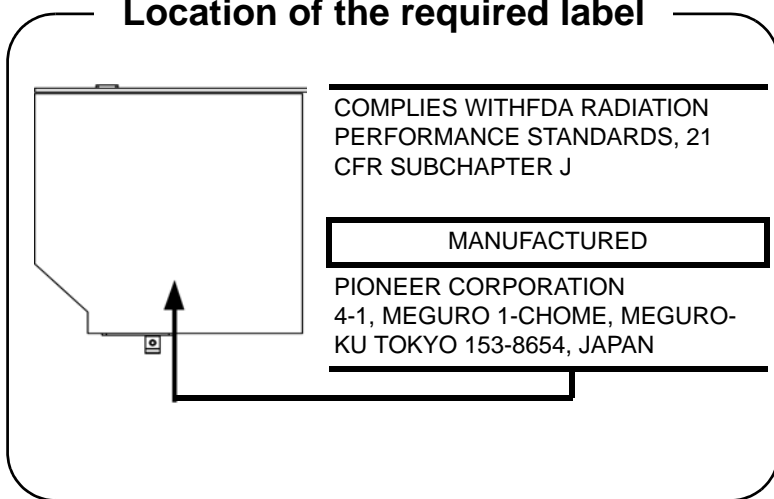 Location of the required label
COMPLIES WITHFDA RADIATION
PERFORMANCE STANDARDS, 21
CFR SUBCHAPTER J
MANUFACTURED
PIONEER CORPORATION
4-1, MEGURO 1-CHOME, MEGURO-
KU TOKYO 153-8654, JAPAN